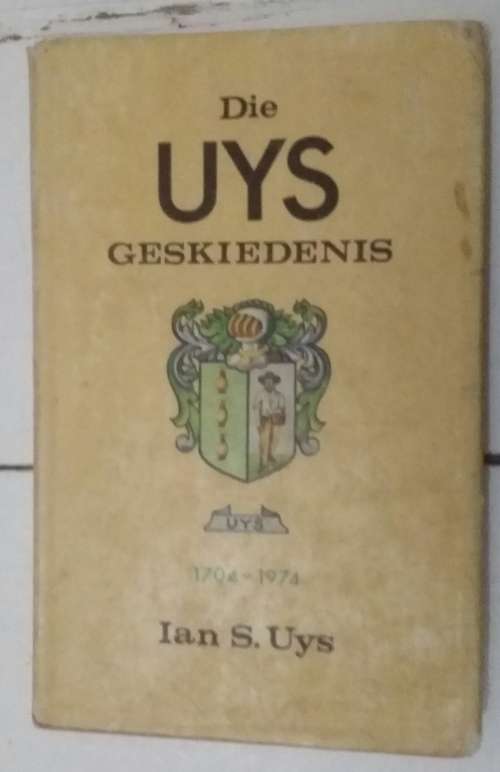 Die
UYS
GESKIEDENIS
UYS
1704-1974
Ian S. Uys